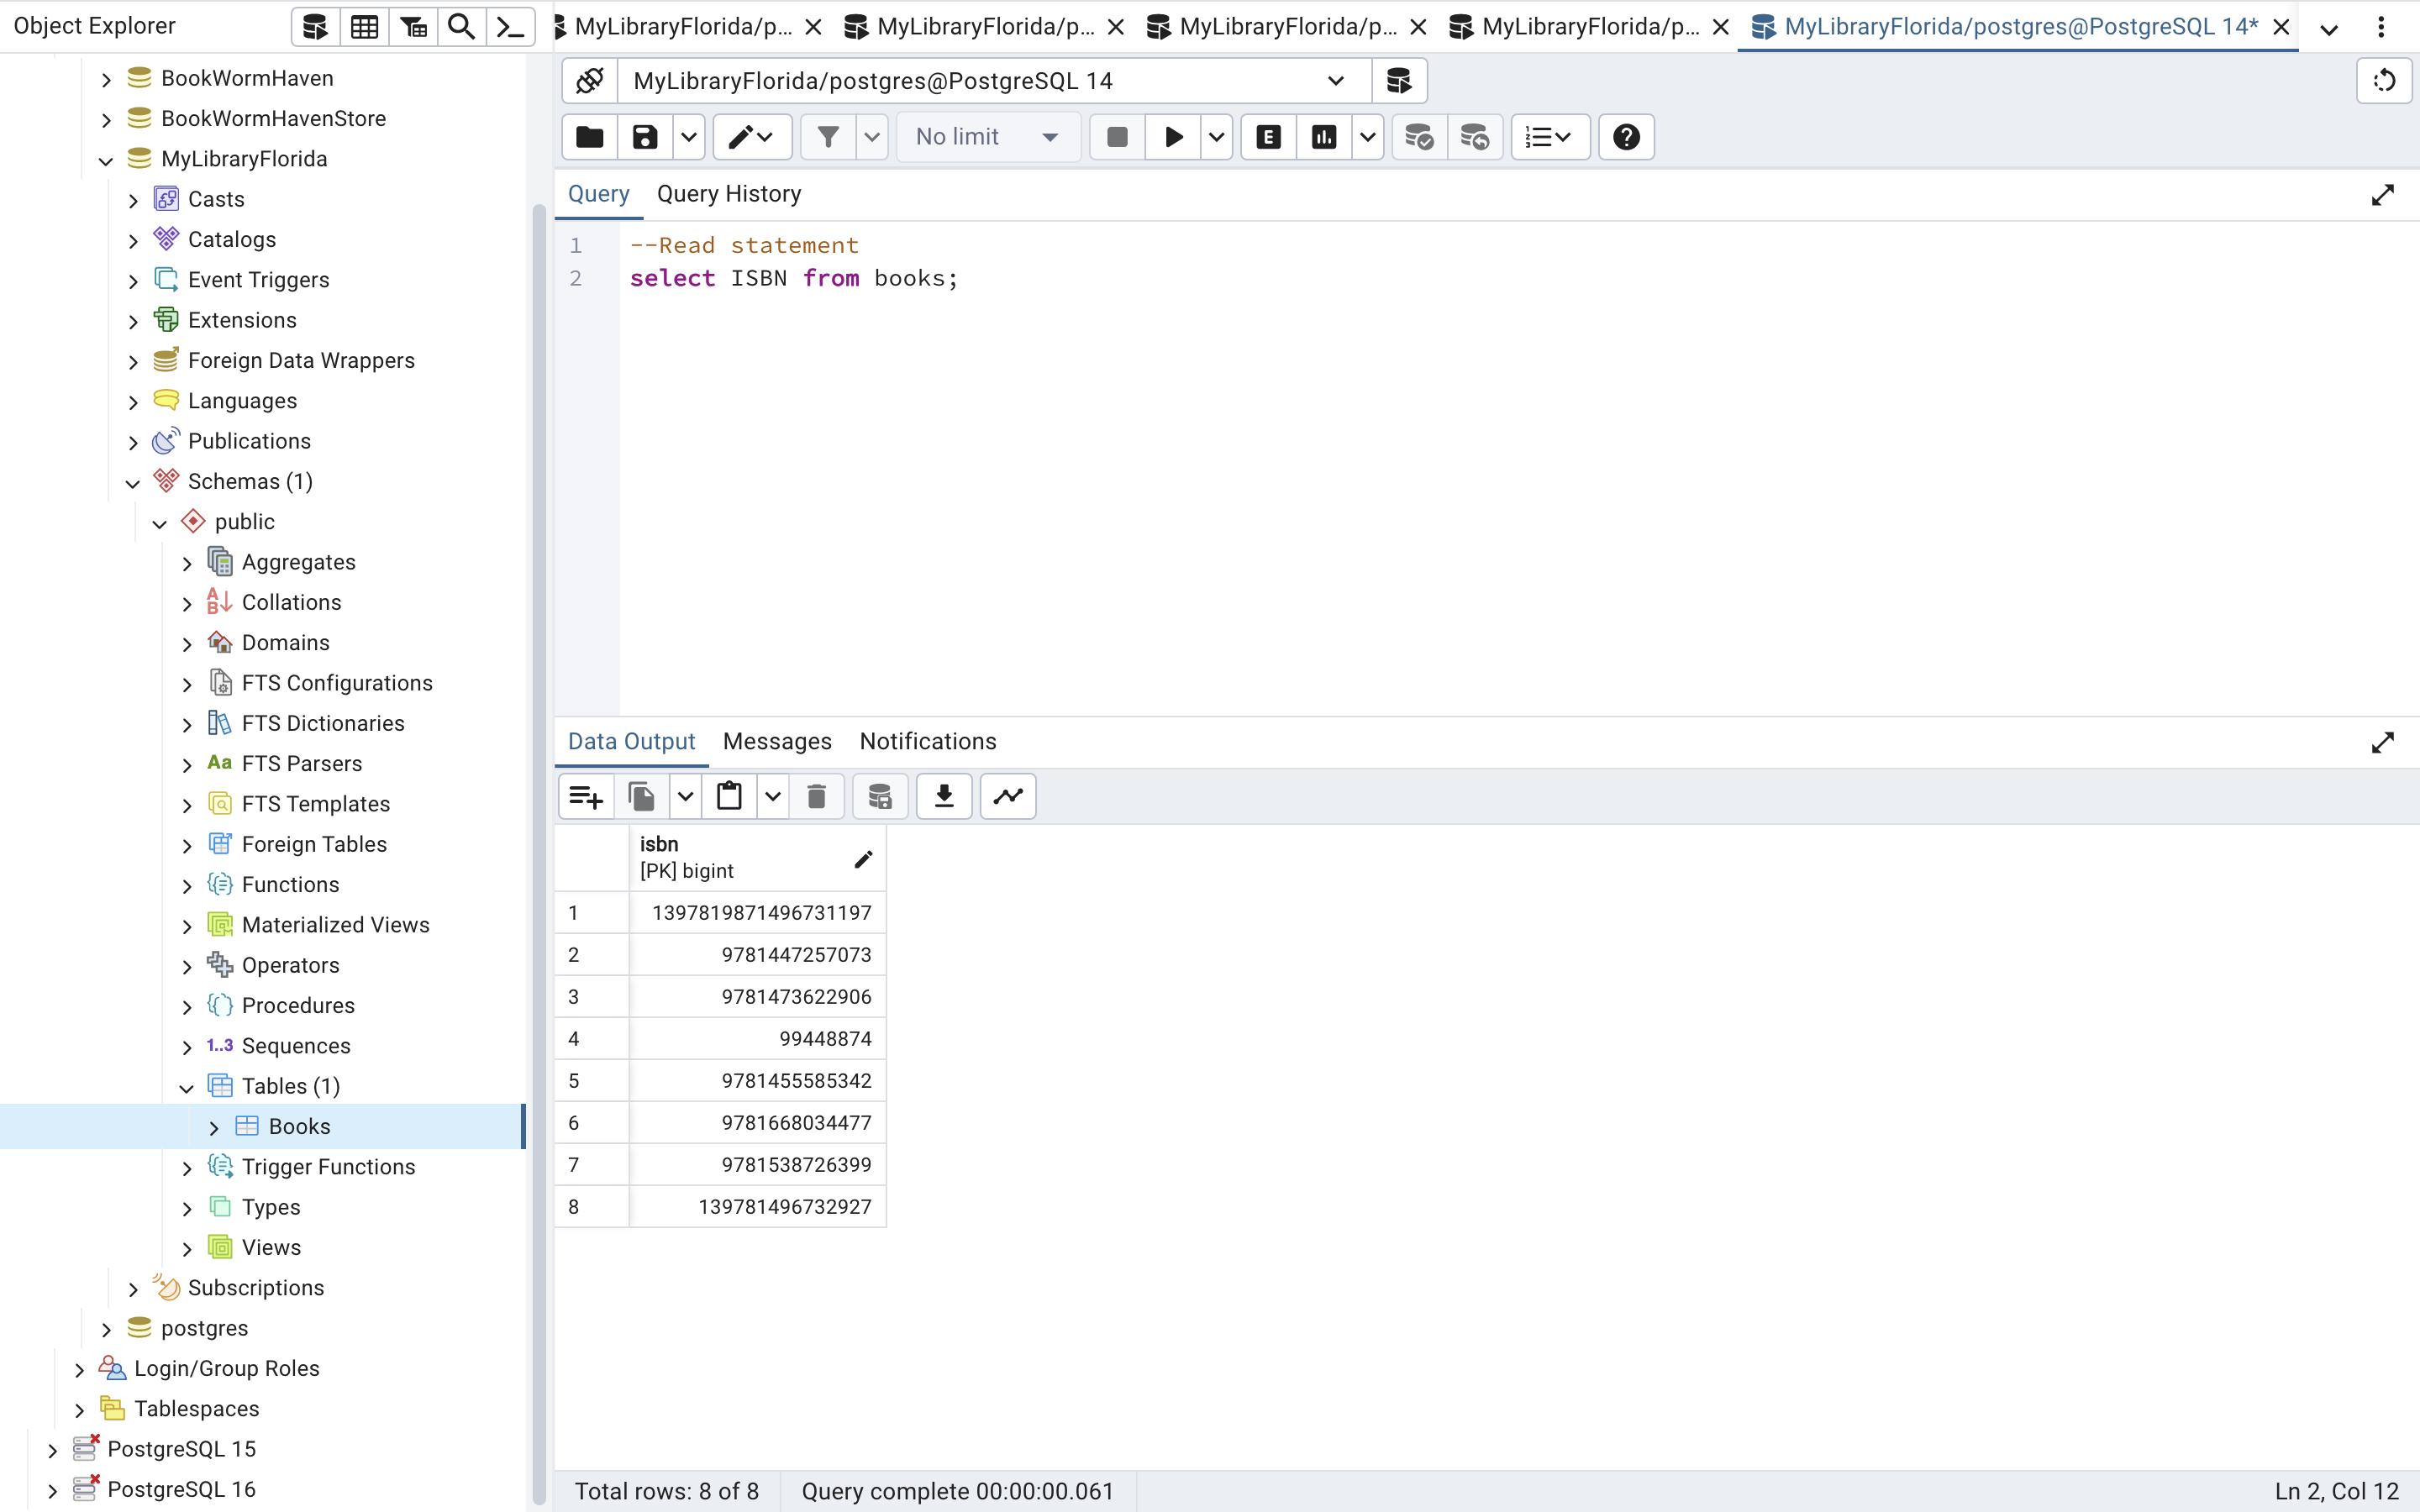 Object Explorer
BookWormHaven
BookWormHavenStore
MyLibraryFlorida
Casts
Catalogs
Event Triggers
Extensions
Foreign Data Wrappers
Languages
Publications
Schemas (1)
public
Aggregates
Collations
Domains
FTS Configurations
FTS Dictionaries
Aa FTS Parsers
FTS Templates
Foreign Tables
Functions
Materialized Views
Operators
Procedures
1..3 Sequences
Tables (1)
Books
Trigger Functions
Types
Views
Subscriptions
postgres
Login/Group Roles
Tablespaces
PostgreSQL 15
PostgreSQL 16
MyLibraryFlorida/p... MyLibraryFlorida/p... MyLibraryFlorida/p... MyLibraryFlorida/p... MyLibraryFlorida/postgres@PostgreSQL 14*
MyLibraryFlorida/postgres@PostgreSQL 14
No limit E
Query Query History
1 --Read statement
2 select ISBN from books;
Data Output Messages Notifications
isbn
[PK] bigint
1 1397819871496731197
2 9781447257073
3 9781473622906
4 99448874
5 9781455585342
6 9781668034477
7 9781538726399
8 139781496732927
Total rows: 8 of 8 Query complete 00:00:00.061 Ln 2, Col 12